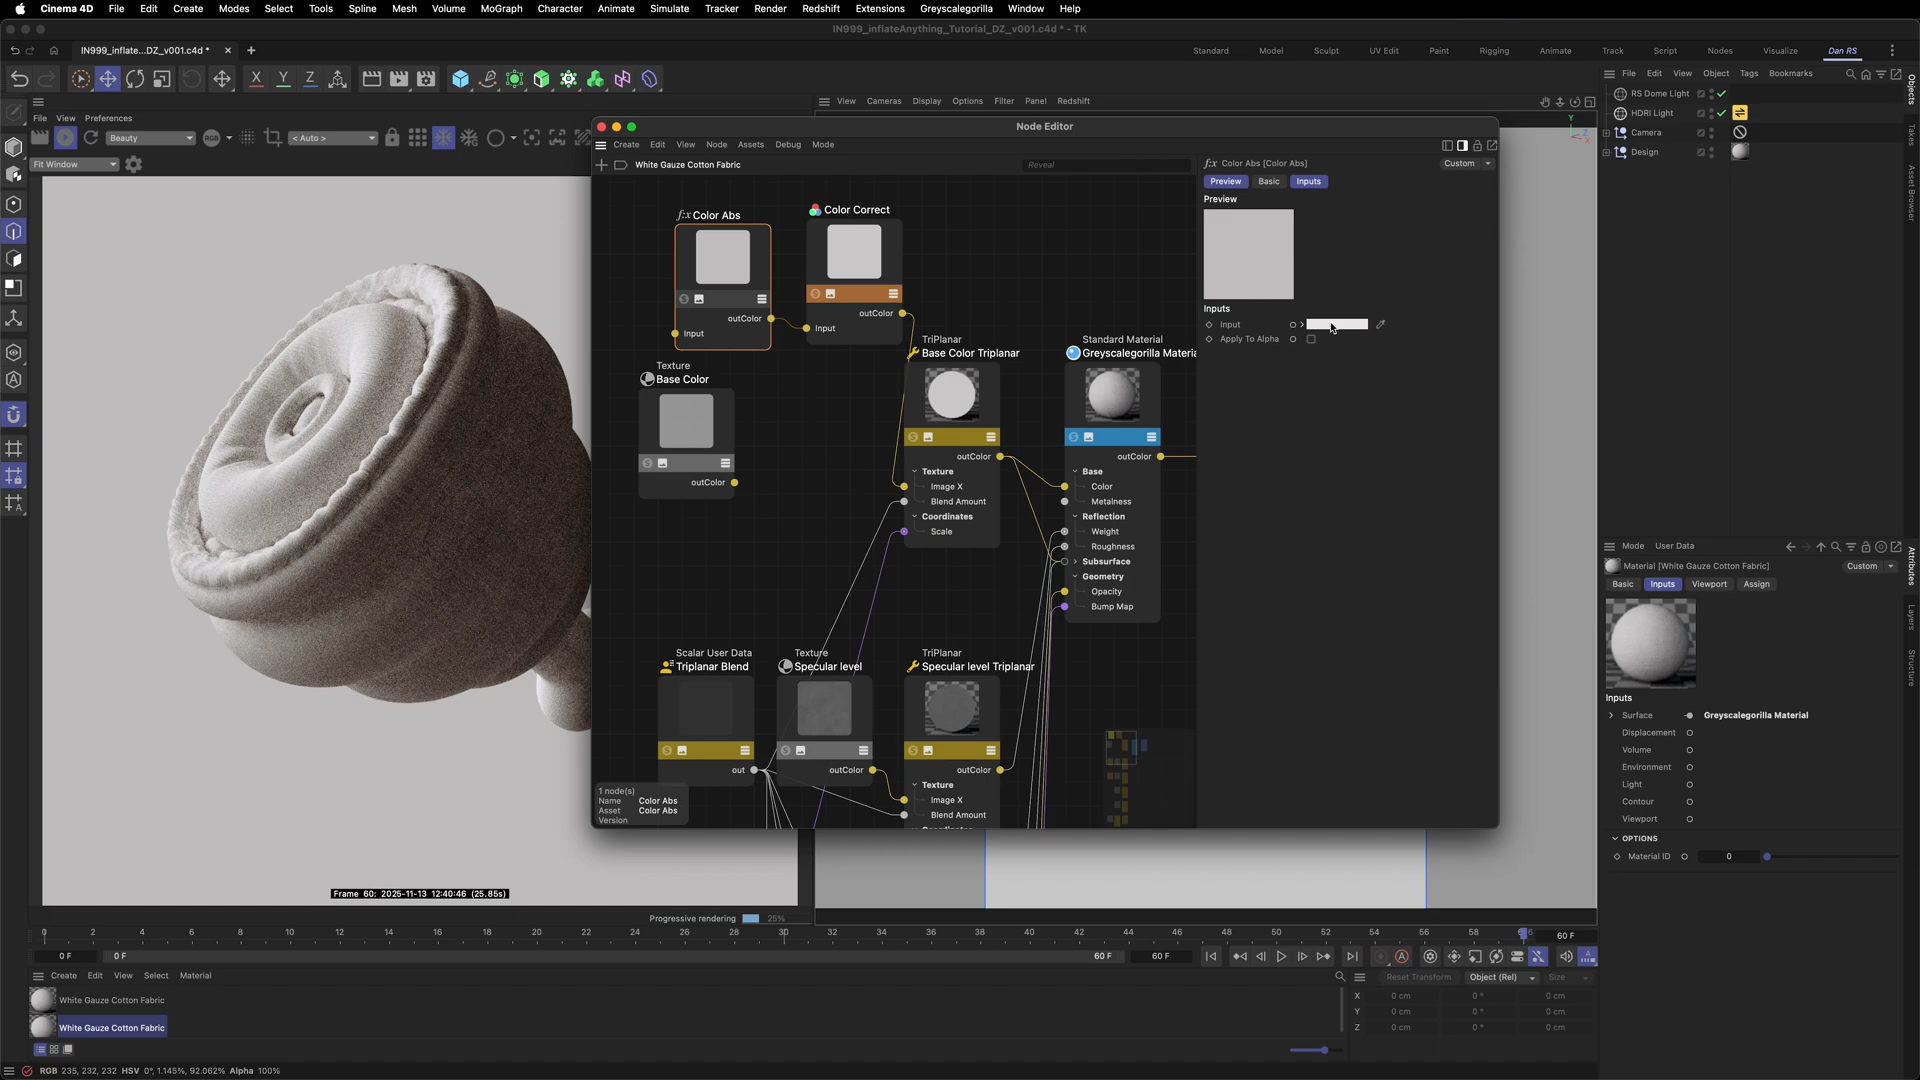 Cinema 4D File Edit Create Modes Select Tools Spline Mesh Volume MoGraph Character Animate Simulate Tracker Render Redshift Extensions Greyscalegorilla Window Help
IN999_inflateAnything_Tutorial_DZ_v001.c4d * - TK
IN999_inflate...DZ_v001.c4d *
Standard Model Sculpt UV Edit Paint Rigging Animate Track Script Nodes Visualize Dan RS
X Y Z
File Edit View Object Tags Bookmarks
Objects
Takes
Asset Browser
RS Dome Light
HDRI Light
Camera
Design
File View Preferences
Beauty
RGB
< Auto >
Fit Window
View Cameras Display Options Filter Panel Redshift
Y
Node Editor
Create Edit View Node Assets Debug Mode
White Gauze Cotton Fabric
Reveal
Color Abs [Color Abs]
Custom
Preview Basic Inputs
Preview
Inputs
Input
Apply To Alpha
Color Abs
outColor
Input
Color Correct
outColor
Input
Texture
Base Color
outColor
TriPlanar
Base Color Triplanar
outColor
Texture
Image X
Blend Amount
Coordinates
Scale
Standard Material
Greyscalegorilla Materia
outColor
Base
Color
Metalness
Reflection
Weight
Roughness
Subsurface
Geometry
Opacity
Bump Map
Scalar User Data
Triplanar Blend
out
Texture
Specular level
outColor
TriPlanar
Specular level Triplanar
outColor
Texture
Image X
Blend Amount
1 node(s)
Name Color Abs
Asset Color Abs
Version
Frame 60: 2025-11-13 12:40:46 (25.85s)
Progressive rendering 25%
Mode User Data
Attributes
Layers
Structure
Material [White Gauze Cotton Fabric]
Custom
Basic Inputs Viewport Assign
Inputs
Surface Greyscalegorilla Material
Displacement
Volume
Environment
Light
Contour
Viewport
OPTIONS
Material ID 0
0 2 4 6 8 10 12 14 16 18 20 22 24 26 28 30 32 34 36 38 40 42 44 46 48 50 52 54 56 58 60 F
0 F 0 F 60 F 60 F
Create Edit View Select Material
White Gauze Cotton Fabric
White Gauze Cotton Fabric
Reset Transform Object (Rel) Size
X 0 cm 0 ° 0 cm
Y 0 cm 0 ° 0 cm
Z 0 cm 0 ° 0 cm
RGB 235, 232, 232 HSV 0°, 1.145%, 92.062% Alpha 100%